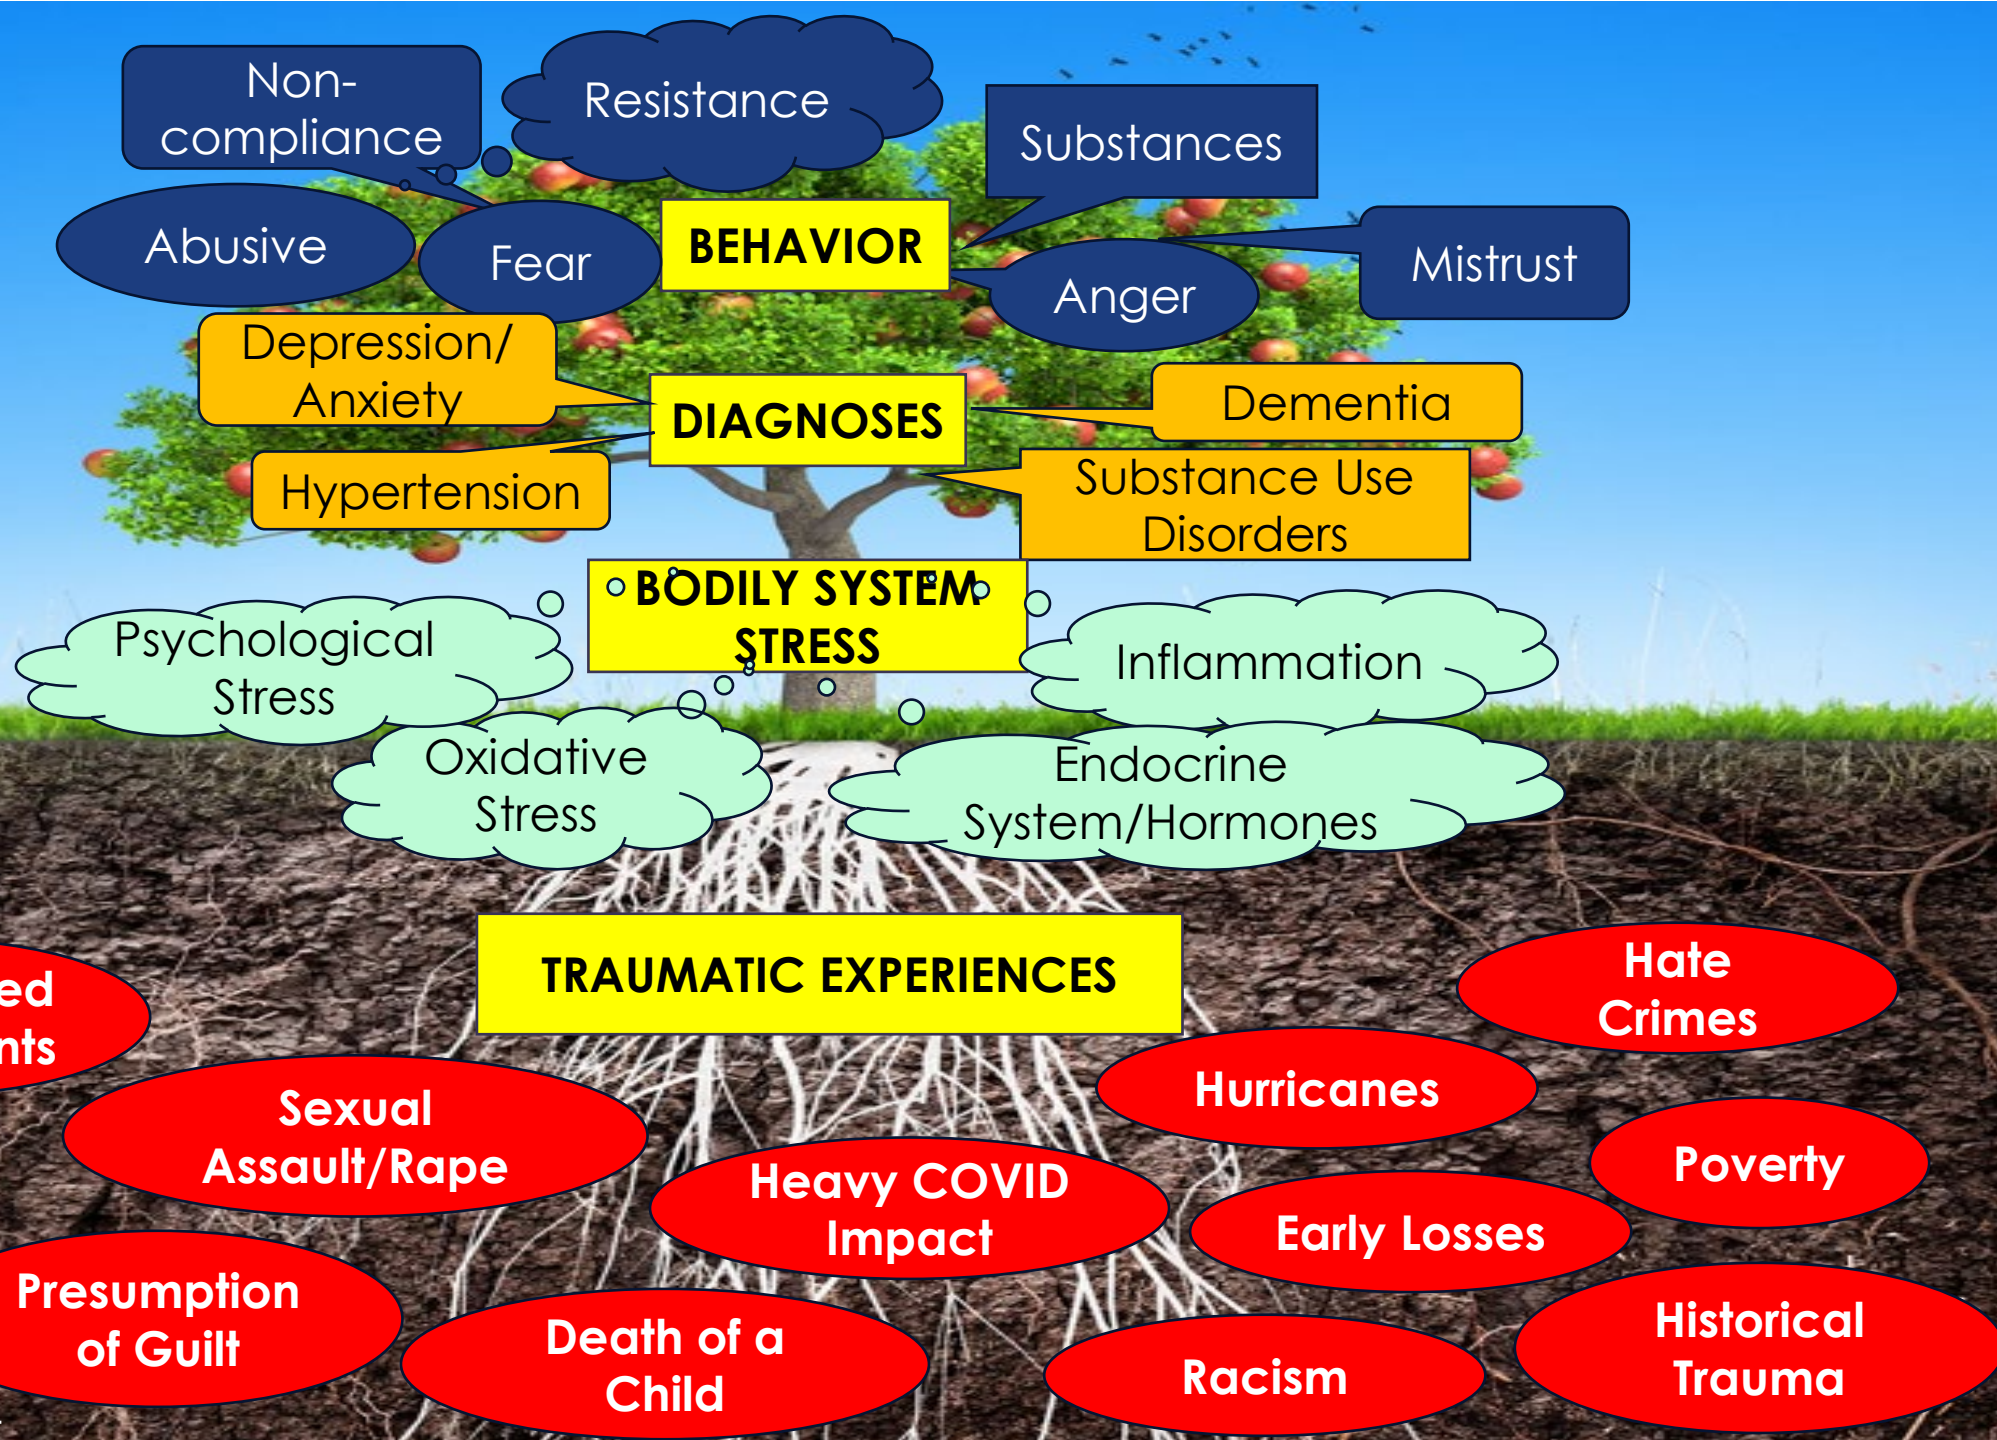 Non-
compliance
Resistance
Substances
Abusive
Fear
BEHAVIOR
Anger
Mistrust
Depression/
Anxiety
DIAGNOSES
Dementia
Hypertension
Substance Use
Disorders
BODILY SYSTEM
STRESS
Psychological
Stress
Inflammation
Oxidative
Stress
Endocrine
System/Hormones
TRAUMATIC EXPERIENCES
Hate
Crimes
ed
nts
Hurricanes
Sexual
Assault/Rape
Poverty
Heavy COVID
Impact
Early Losses
Presumption
of Guilt
Death of a
Child
Racism
Historical
Trauma